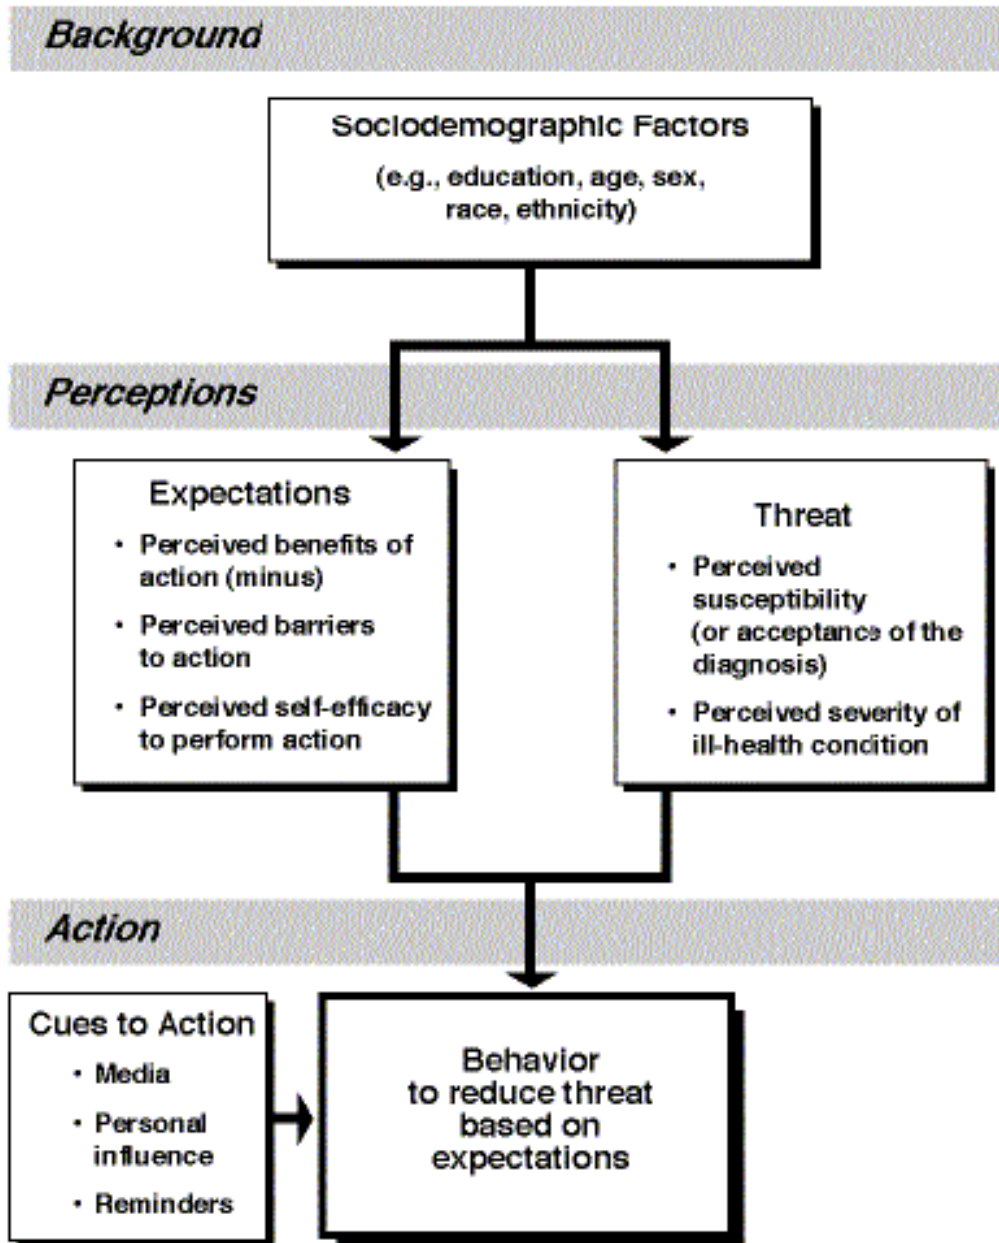 Background
Sociodemographic Factors
(e.g., education, age, sex,
race, ethnicity)
Perceptions
Expectations
• Perceived benefits of
action (minus)
• Perceived barriers
to action
• Perceived self-efficacy
to perform action
Threat
• Perceived
susceptibility
(or acceptance of the
diagnosis)
• Perceived severity of
ill-health condition
Action
Cues to Action
• Media
• Personal
influence
• Reminders
Behavior
to reduce threat
based on
expectations